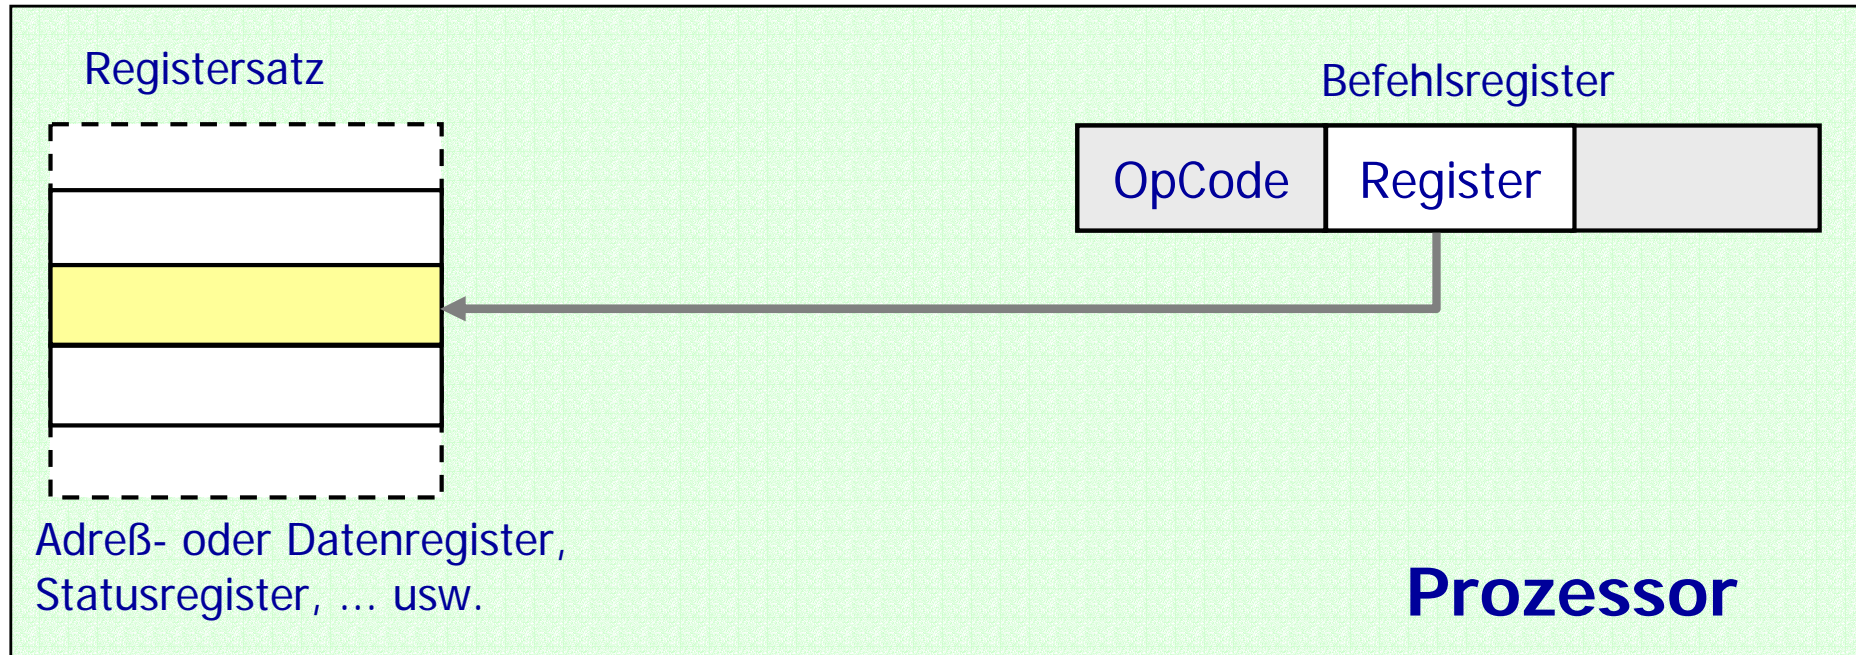 Registersatz
Befehlsregister
OpCode
Register
Adreß- oder Datenregister,
Statusregister, ... usw.
Prozessor